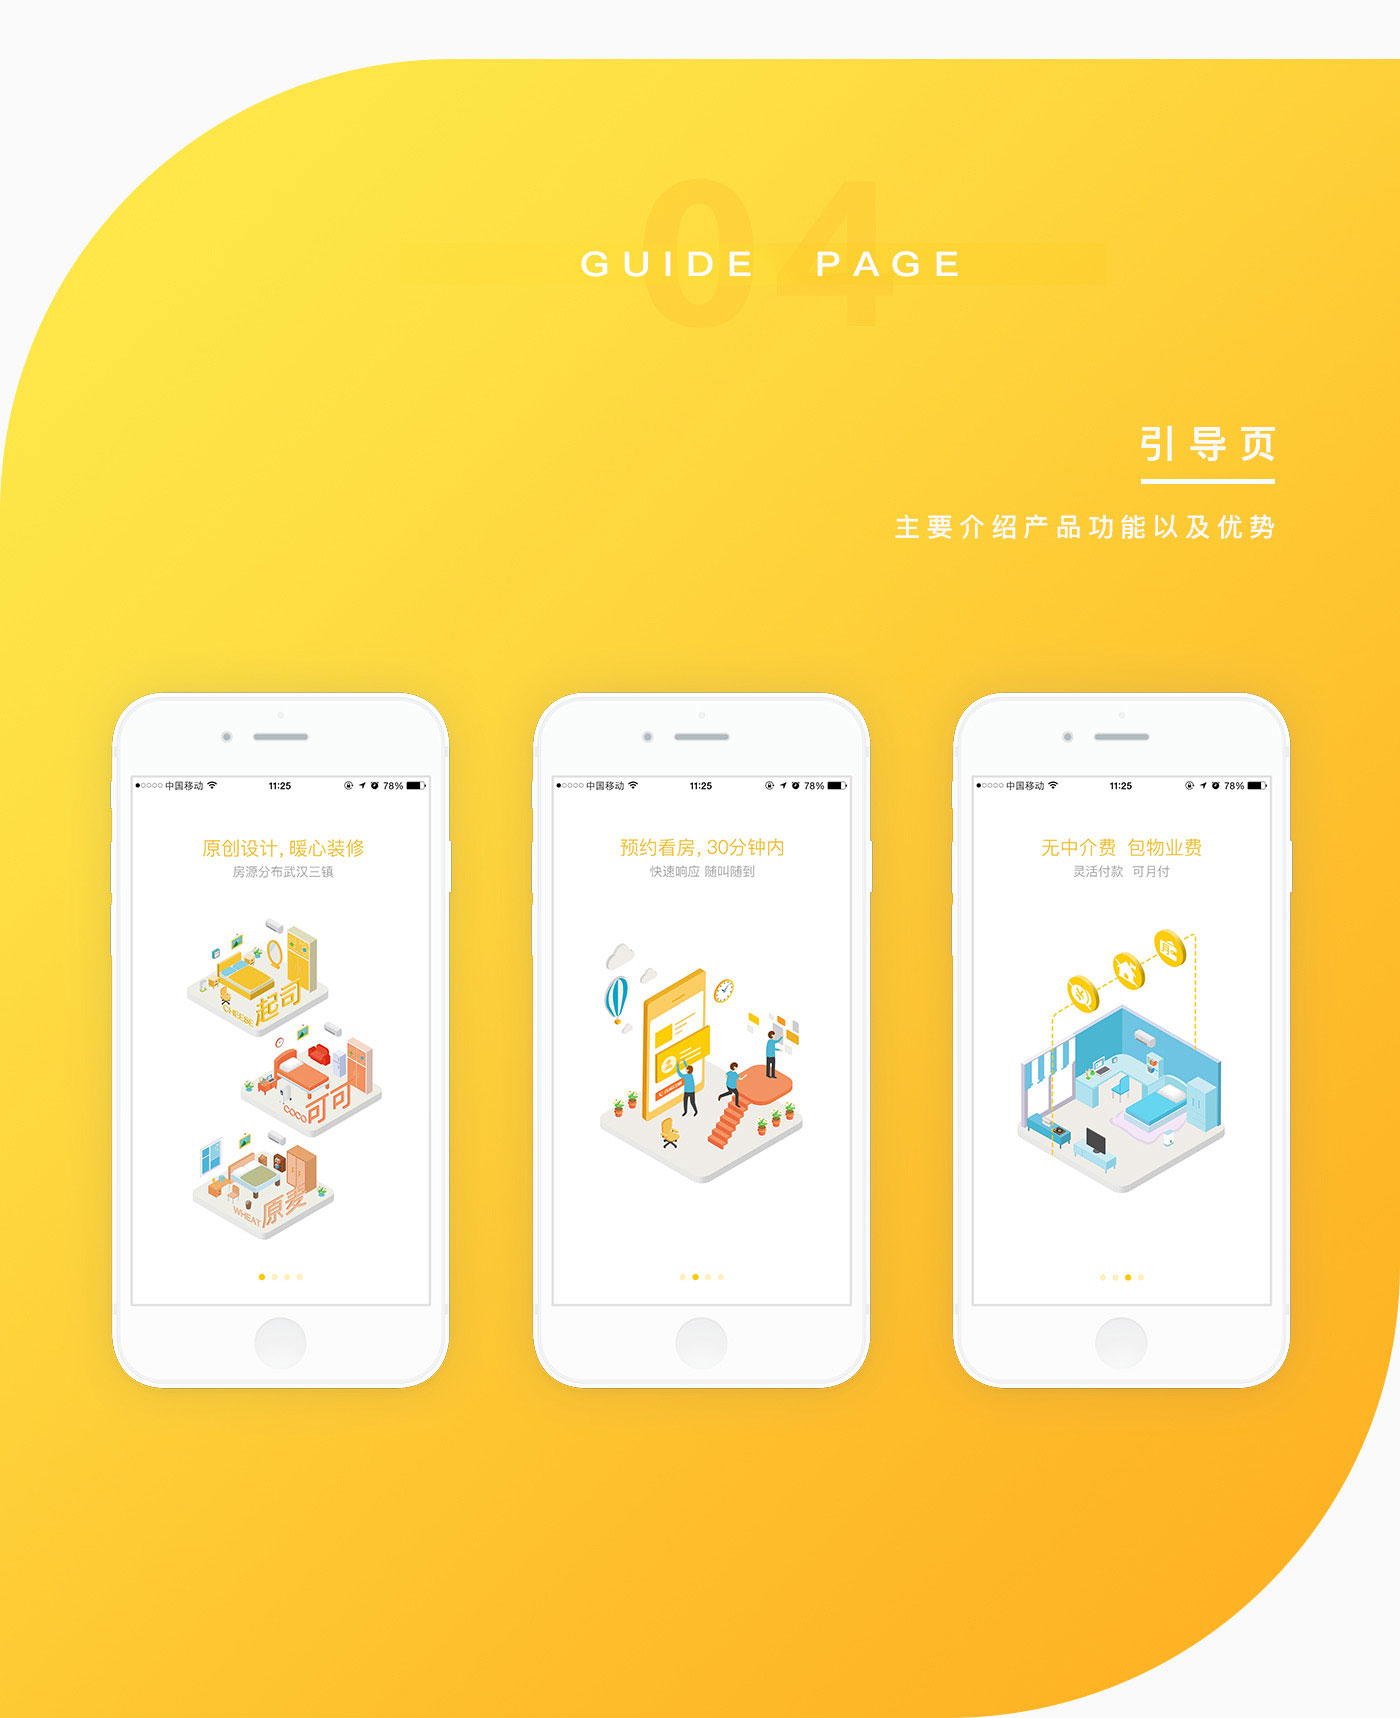 04
GUIDE PAGE
引导页
主要介绍产品功能以及优势
中国移动 11:25 78%
原创设计,暖心装修
房源分布武汉三镇
CHEESE 起司
COCO 可可
WHEAT 原麦
中国移动 11:25 78%
预约看房,30分钟内
快速响应 随叫随到
中国移动 11:25 78%
无中介费 包物业费
灵活付款 可月付